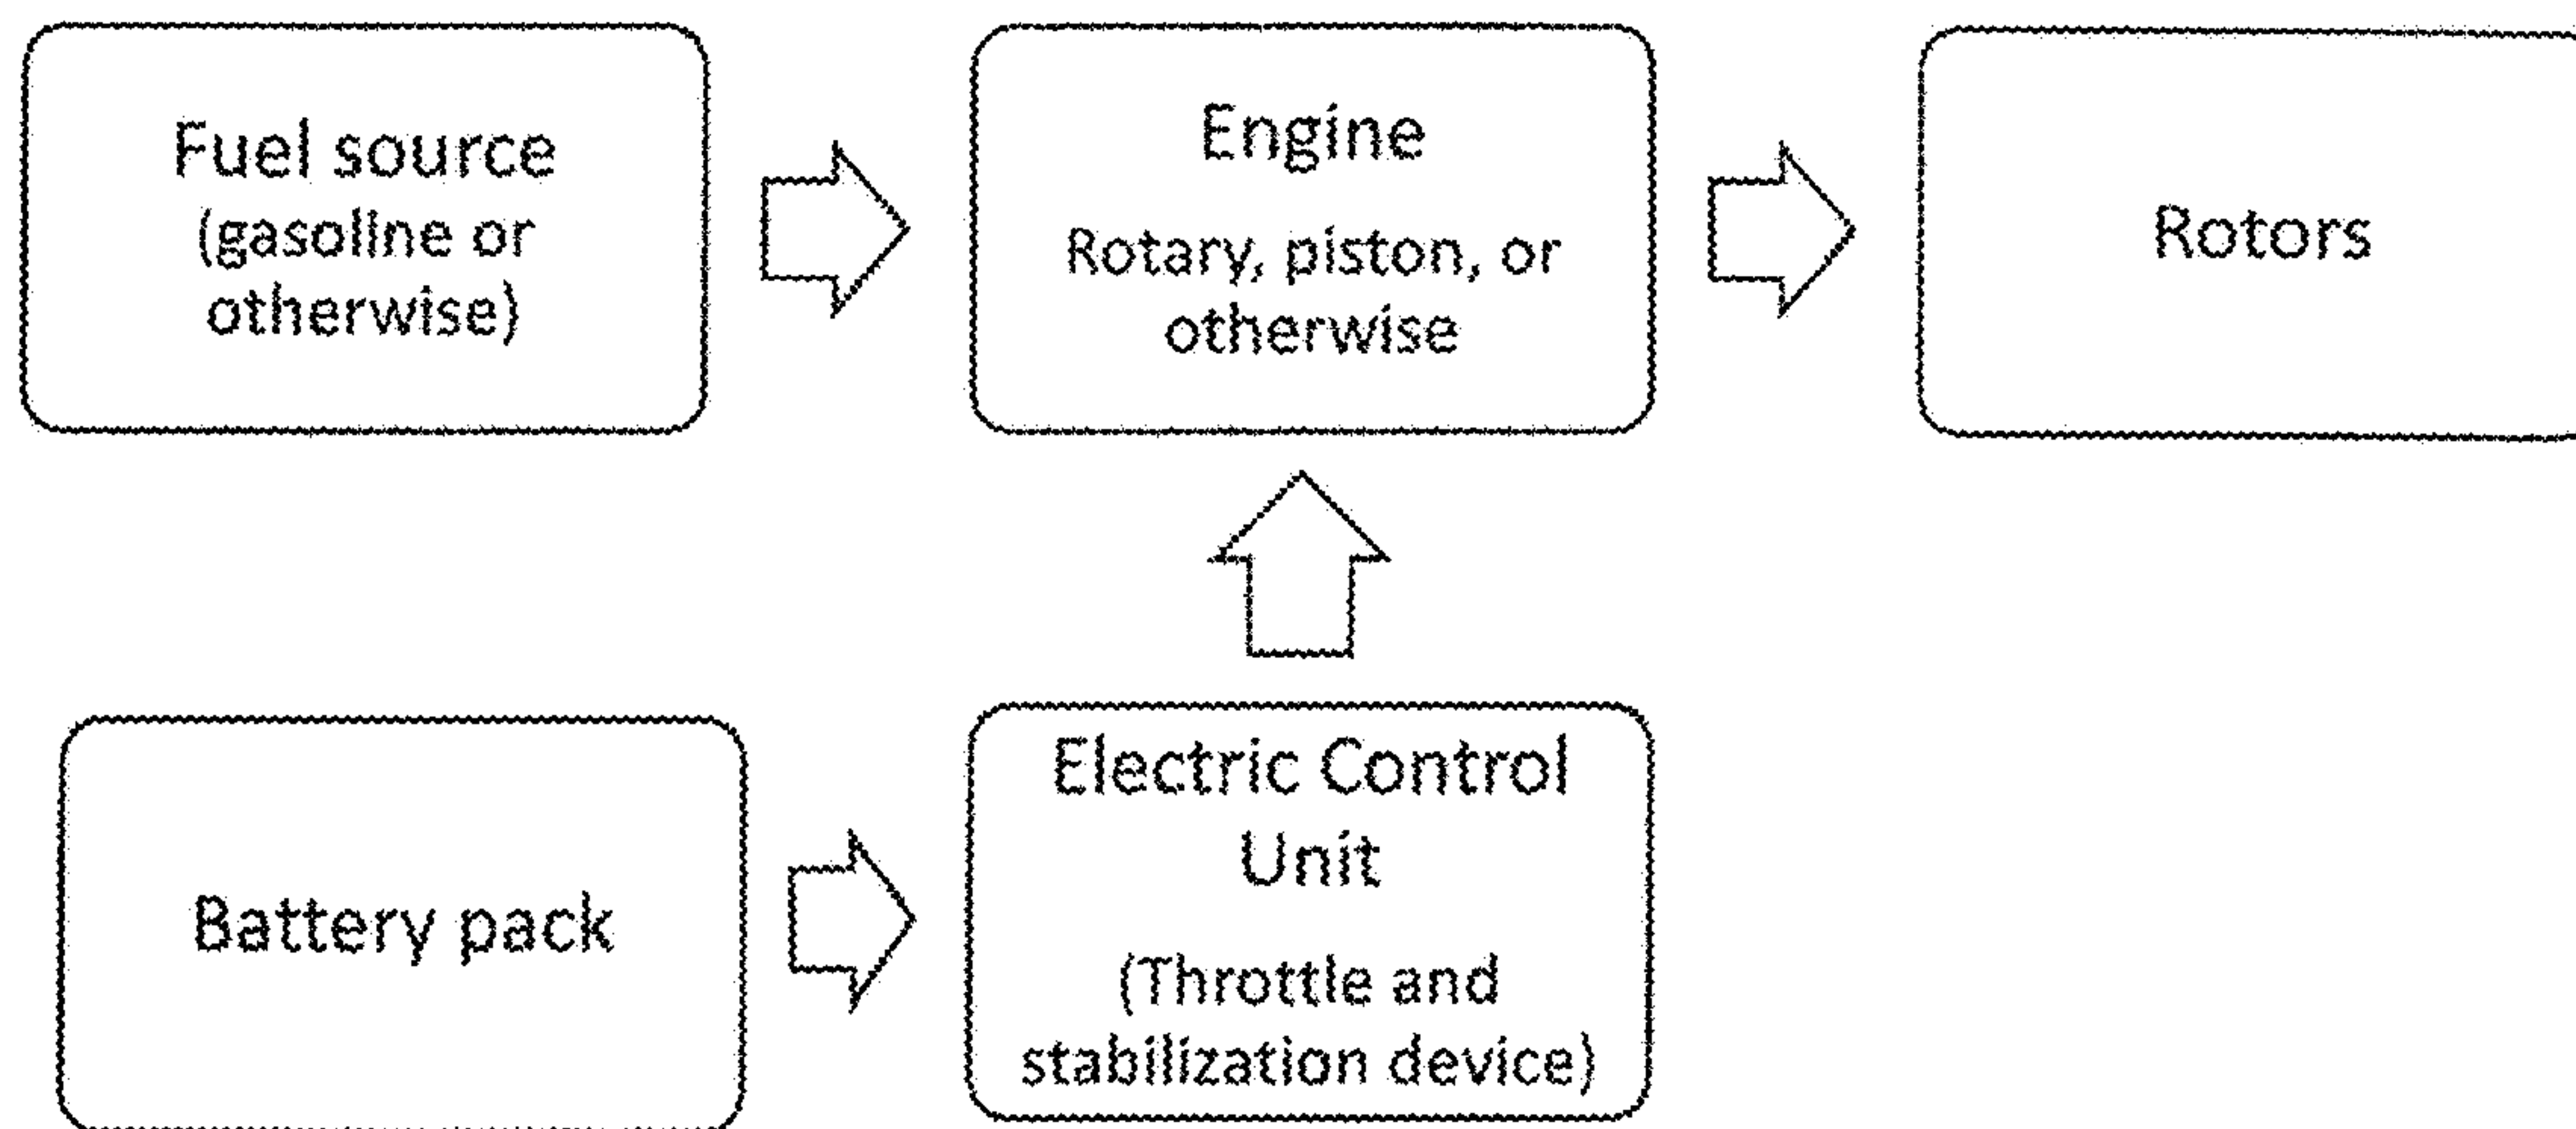 Fuel source
(gasoline or
otherwise)
Engine
Rotary, piston, or
otherwise
Rotors
Battery pack
Electric Control
Unit
(Throttle and
stabilization device)